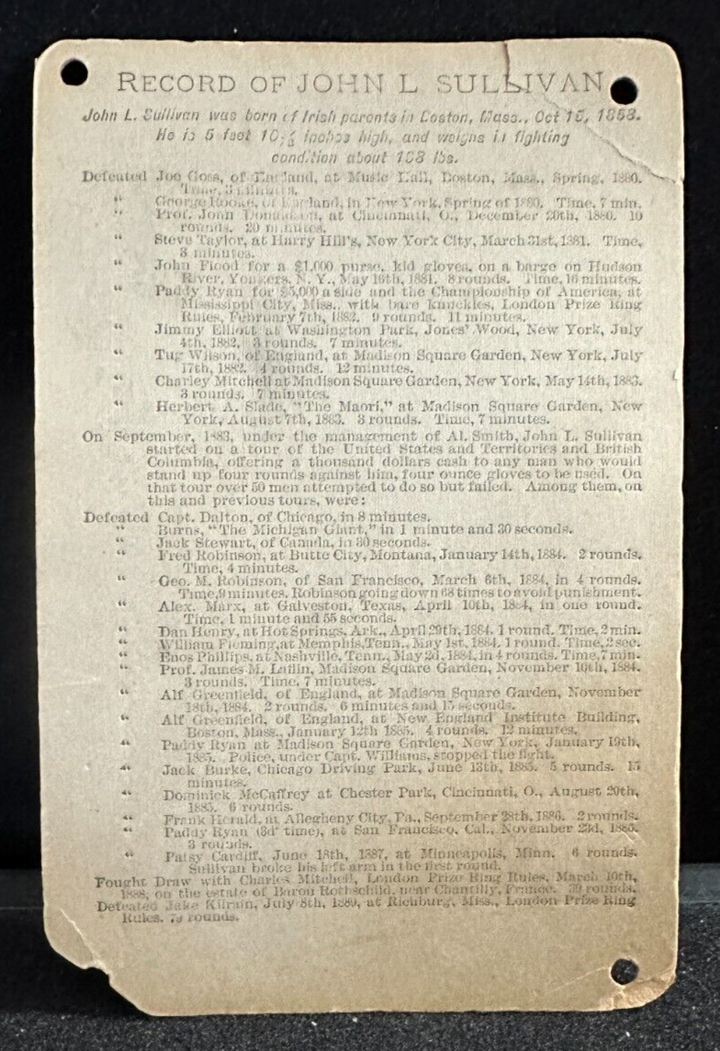 RECORD OF JOHN L SULLIVAN
John L. Sullivan was born of Irish parents in Boston, Mass., Oct 15, 1858.
He is 5 feet 10½ inches high, and weighs in fighting
condition about 198 lbs.
Defeated Joe Goss, of England, at Music Hall, Boston, Mass., Spring, 1880.
Time, 3 minutes.
" George Rooke, of England, in New York, Spring of 1880. Time, 7 min.
" Prof. John Donaldson, at Cincinnati, O., December 20th, 1880. 10
rounds. 20 minutes.
" Steve Taylor, at Harry Hill's, New York City, March 31st, 1881. Time,
8 minutes.
" John Flood for a $1,000 purse, kid gloves, on a barge on Hudson
River, Yonkers, N. Y., May 16th, 1881. 8 rounds. Time, 16 minutes.
" Paddy Ryan for $5,000 a side and the Championship of America, at
Mississippi City, Miss., with bare knuckles, London Prize Ring
Rules, February 7th, 1882. 9 rounds. 11 minutes.
" Jimmy Elliott at Washington Park, Jones' Wood, New York, July
4th, 1882, 3 rounds. 7 minutes.
" Tug Wilson, of England, at Madison Square Garden, New York, July
17th, 1882. 4 rounds. 12 minutes.
" Charley Mitchell at Madison Square Garden, New York, May 14th, 1883.
3 rounds. 7 minutes.
" Herbert A. Slade, "The Maori," at Madison Square Garden, New
York, August 7th, 1883. 3 rounds. Time, 7 minutes.
On September, 1883, under the management of Al. Smith, John L. Sullivan
started on a tour of the United States and Territories and British
Columbia, offering a thousand dollars cash to any man who would
stand up four rounds against him, four ounce gloves to be used. On
that tour over 50 men attempted to do so but failed. Among them, on
this and previous tours, were:
Defeated Capt. Dalton, of Chicago, in 8 minutes.
" Burns, "The Michigan Giant," in 1 minute and 30 seconds.
" Jack Stewart, of Canada, in 30 seconds.
" Fred Robinson, at Butte City, Montana, January 14th, 1884. 2 rounds.
Time, 4 minutes.
" Geo. M. Robinson, of San Francisco, March 6th, 1884, in 4 rounds.
Time, 9 minutes. Robinson going down 68 times to avoid punishment.
" Alex. Marx, at Galveston, Texas, April 10th, 1884, in one round.
Time, 1 minute and 55 seconds.
" Dan Henry, at Hot Springs, Ark., April 29th, 1884. 1 round. Time, 2 min.
" William Fleming, at Memphis, Tenn., May 1st, 1884. 1 round. Time, 2 sec.
" Enos Phillips, at Nashville, Tenn., May 2d, 1884, in 4 rounds. Time, 7 min.
" Prof. James M. Laflin, Madison Square Garden, November 10th, 1884.
3 rounds. Time, 7 minutes.
" Alf Greenfield, of England, at Madison Square Garden, November
18th, 1884. 2 rounds. 6 minutes and 15 seconds.
" Alf Greenfield, of England, at New England Institute Building,
Boston, Mass., January 12th 1885. 4 rounds. 12 minutes.
" Paddy Ryan at Madison Square Garden, New York, January 19th,
1885. Police, under Capt. Williams, stopped the fight.
" Jack Burke, Chicago Driving Park, June 13th, 1885. 5 rounds. 15
minutes.
" Dominick McCaffrey at Chester Park, Cincinnati, O., August 29th,
1885. 6 rounds.
" Frank Herald, at Allegheny City, Pa., September 28th, 1886. 2 rounds.
" Paddy Ryan (3d time), at San Francisco, Cal., November 23d, 1886.
3 rounds.
" Patsy Cardiff, June 18th, 1887, at Minneapolis, Minn. 6 rounds.
Sullivan broke his left arm in the first round.
Fought Draw with Charles Mitchell, London Prize Ring Rules, March 10th,
1888, on the estate of Baron Rothschild, near Chantilly, France. 39 rounds.
Defeated Jake Kilrain, July 8th, 1889, at Richburg, Miss., London Prize Ring
Rules. 75 rounds.